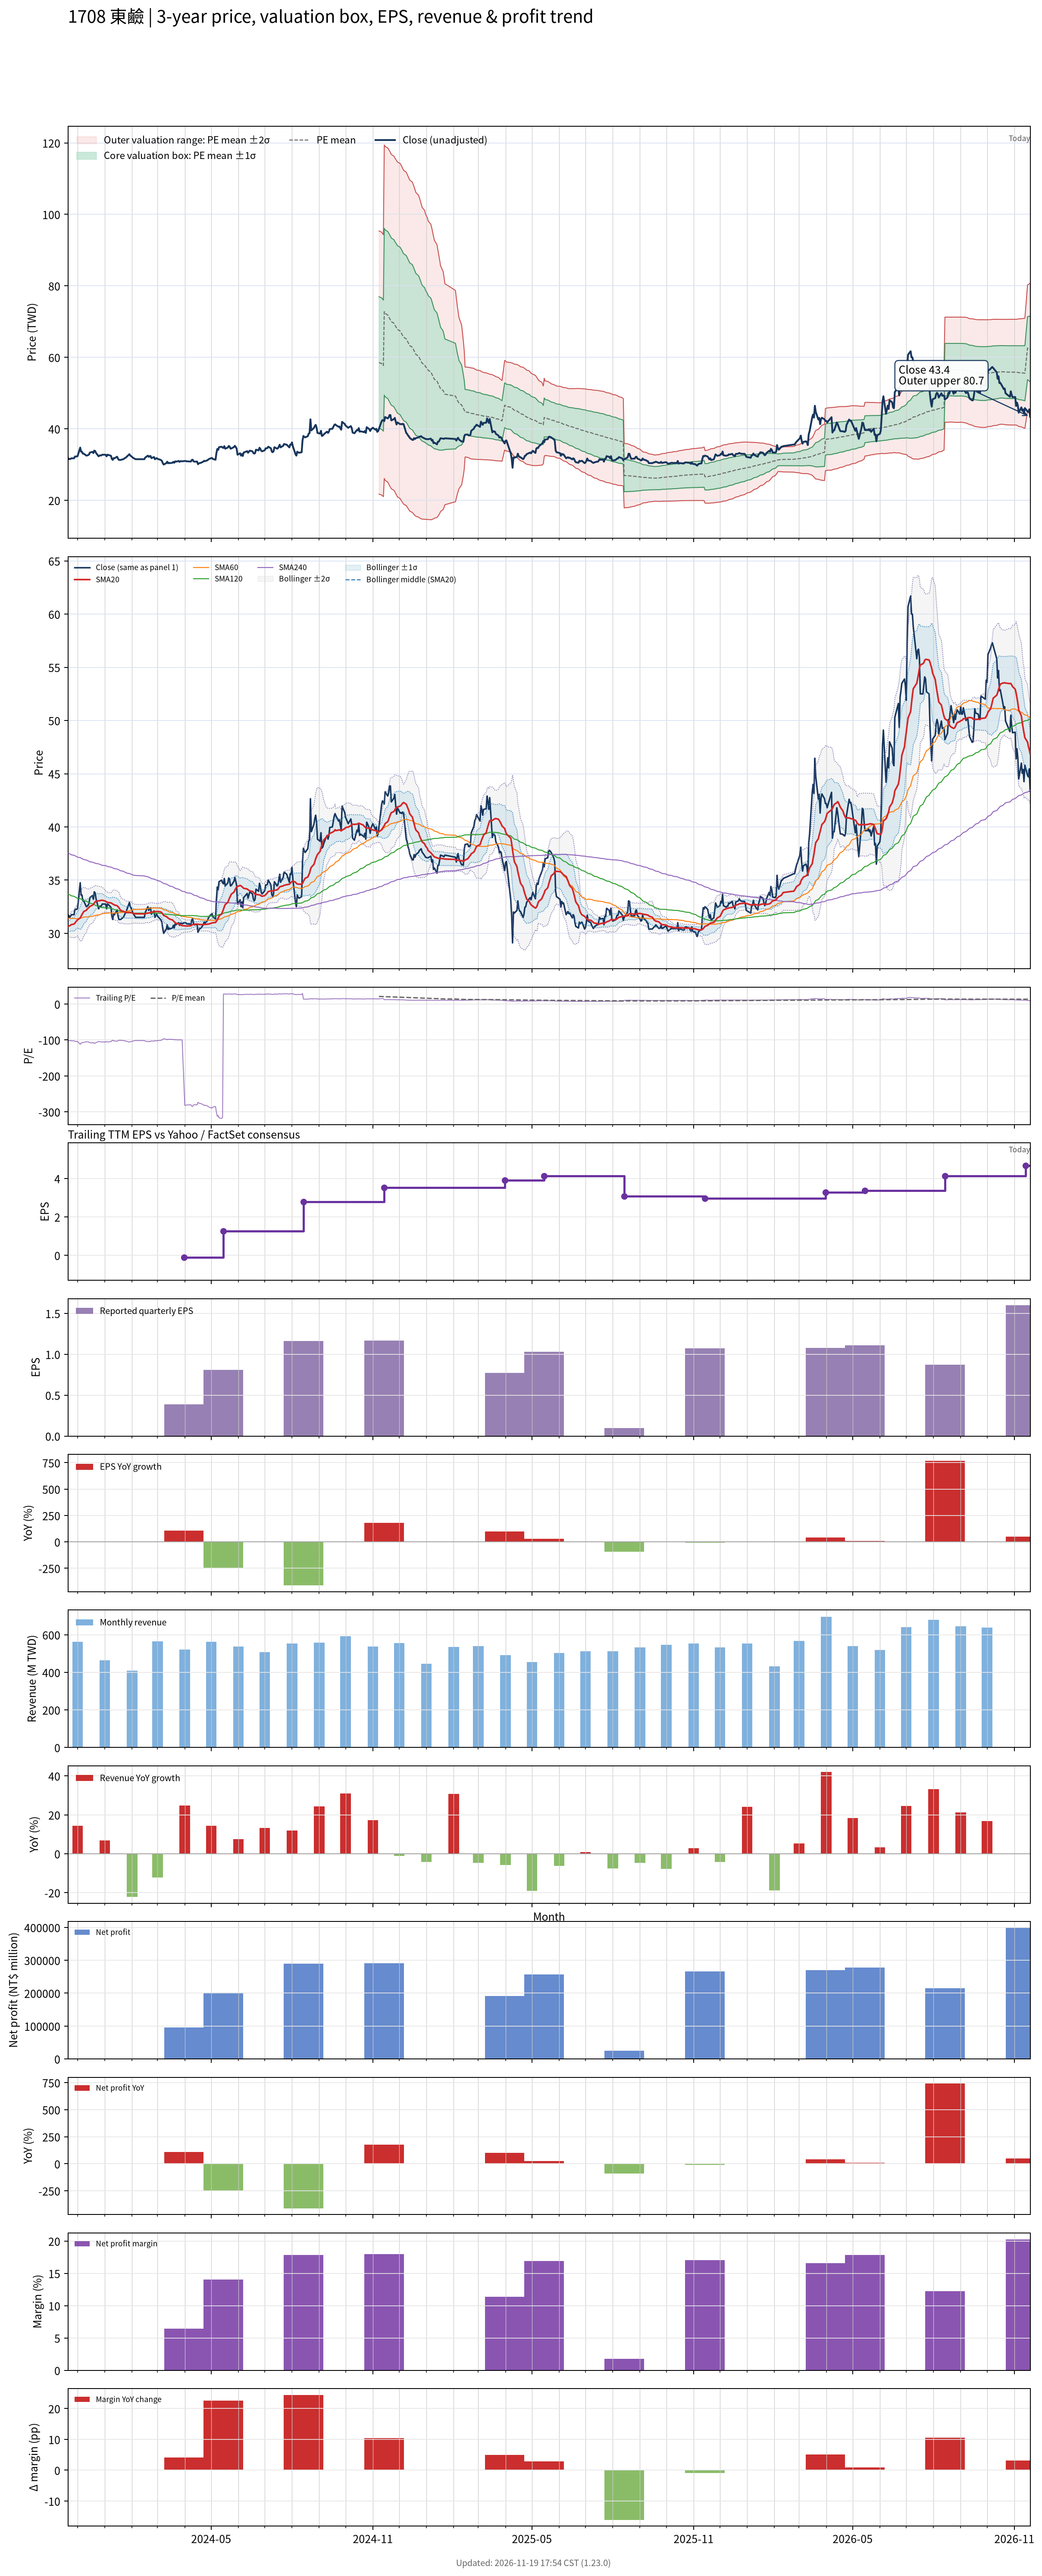 1708 東鹼 | 3-year price, valuation box, EPS, revenue & profit trend
Outer valuation range: PE mean ±2σ
Core valuation box: PE mean ±1σ
PE mean
Close (unadjusted)
Today
Close 43.4
Outer upper 80.7
Price (TWD)
120
100
80
60
40
20
Close (same as panel 1)
SMA20
SMA60
SMA120
SMA240
Bollinger ±2σ
Bollinger ±1σ
Bollinger middle (SMA20)
Price
65
60
55
50
45
40
35
30
Trailing P/E
P/E mean
P/E
0
-100
-200
-300
Trailing TTM EPS vs Yahoo / FactSet consensus
Today
EPS
4
2
0
Reported quarterly EPS
EPS
1.5
1.0
0.5
0.0
EPS YoY growth
YoY (%)
750
500
250
0
-250
Monthly revenue
Revenue (M TWD)
600
400
200
0
Revenue YoY growth
YoY (%)
40
20
0
-20
Month
Net profit
Net profit (NT$ million)
400000
300000
200000
100000
0
Net profit YoY
YoY (%)
750
500
250
0
-250
Net profit margin
Margin (%)
20
15
10
5
0
Margin YoY change
Δ margin (pp)
20
10
0
-10
2024-05
2024-11
2025-05
2025-11
2026-05
2026-11
Updated: 2026-11-19 17:54 CST (1.23.0)